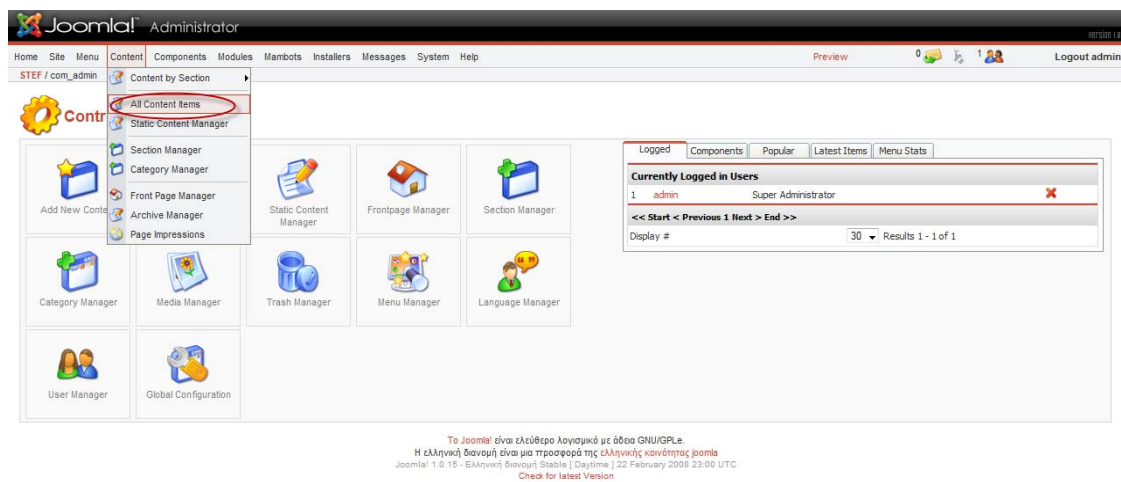 Joomla! Administrator
Home Site Menu Content Components Modules Mambots Installers Messages System Help Preview 0 1 Logout admin
STEF / com_admin
Content by Section
All Content Items
Static Content Manager
Section Manager
Category Manager
Front Page Manager
Archive Manager
Page Impressions
Contr
Add New Conte
Static Content Manager
Frontpage Manager
Section Manager
Category Manager
Media Manager
Trash Manager
Menu Manager
Language Manager
User Manager
Global Configuration
Logged Components Popular Latest Items Menu Stats
Currently Logged in Users
1 admin Super Administrator
<< Start < Previous 1 Next > End >>
Display # 30 Results 1 - 1 of 1
Το Joomla! είναι ελεύθερο λογισμικό με άδεια GNU/GPLe.
Η ελληνική διανομή είναι μια προσφορά της ελληνικής κοινότητας joomla
Joomla! 1.0.15 - Ελληνική διανομή Stable [ Daytime ] 22 February 2008 23:00 UTC
Check for latest Version